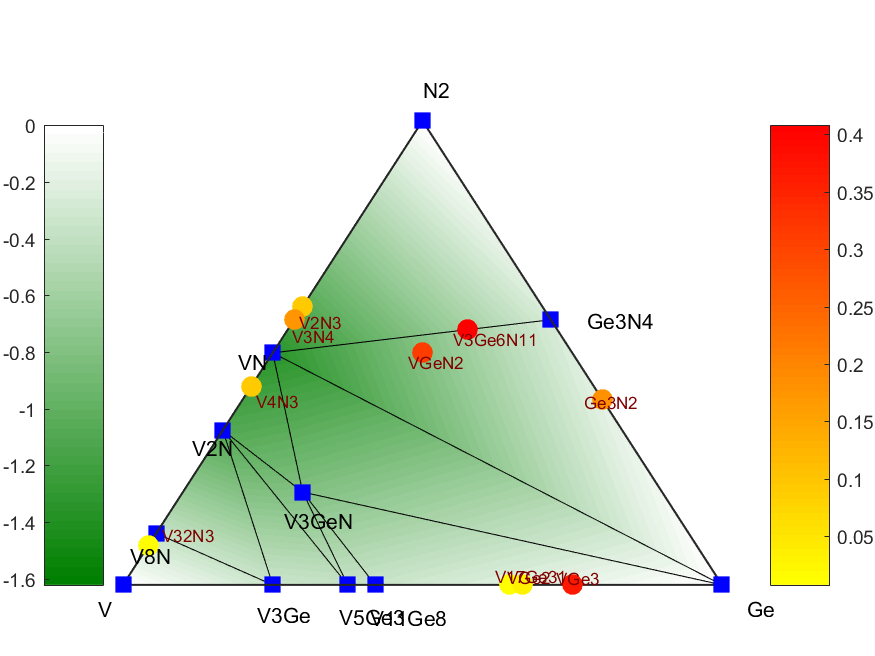 N2
0
-0.2
-0.4
-0.6
-0.8
-1
-1.2
-1.4
-1.6
0.4
0.35
0.3
0.25
0.2
0.15
0.1
0.05
V2N3
Ge3N4
V3N4
V3Ge6N11
VN
VGeN2
V4N3
Ge3N2
V2N
V3GeN
V32N3
V8N
V17Ge31
VGe2
VGe3
V
V3Ge
V5Ge3
V11Ge8
Ge